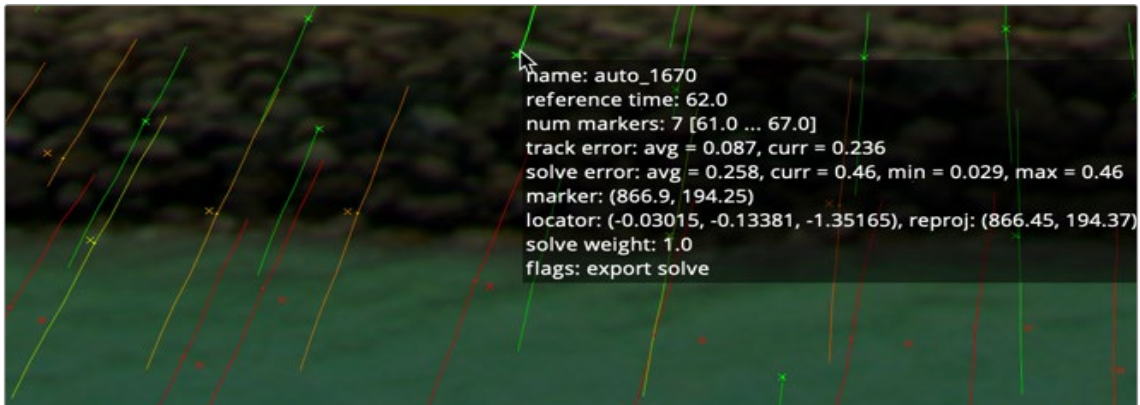 name: auto_1670
reference time: 62.0
num markers: 7 [61.0 ... 67.0]
track error: avg = 0.087, curr = 0.236
solve error: avg = 0.258, curr = 0.46, min = 0.029, max = 0.46
marker: (866.9, 194.25)
locator: (-0.03015, -0.13381, -1.35165), reproj: (866.45, 194.37)
solve weight: 1.0
flags: export solve